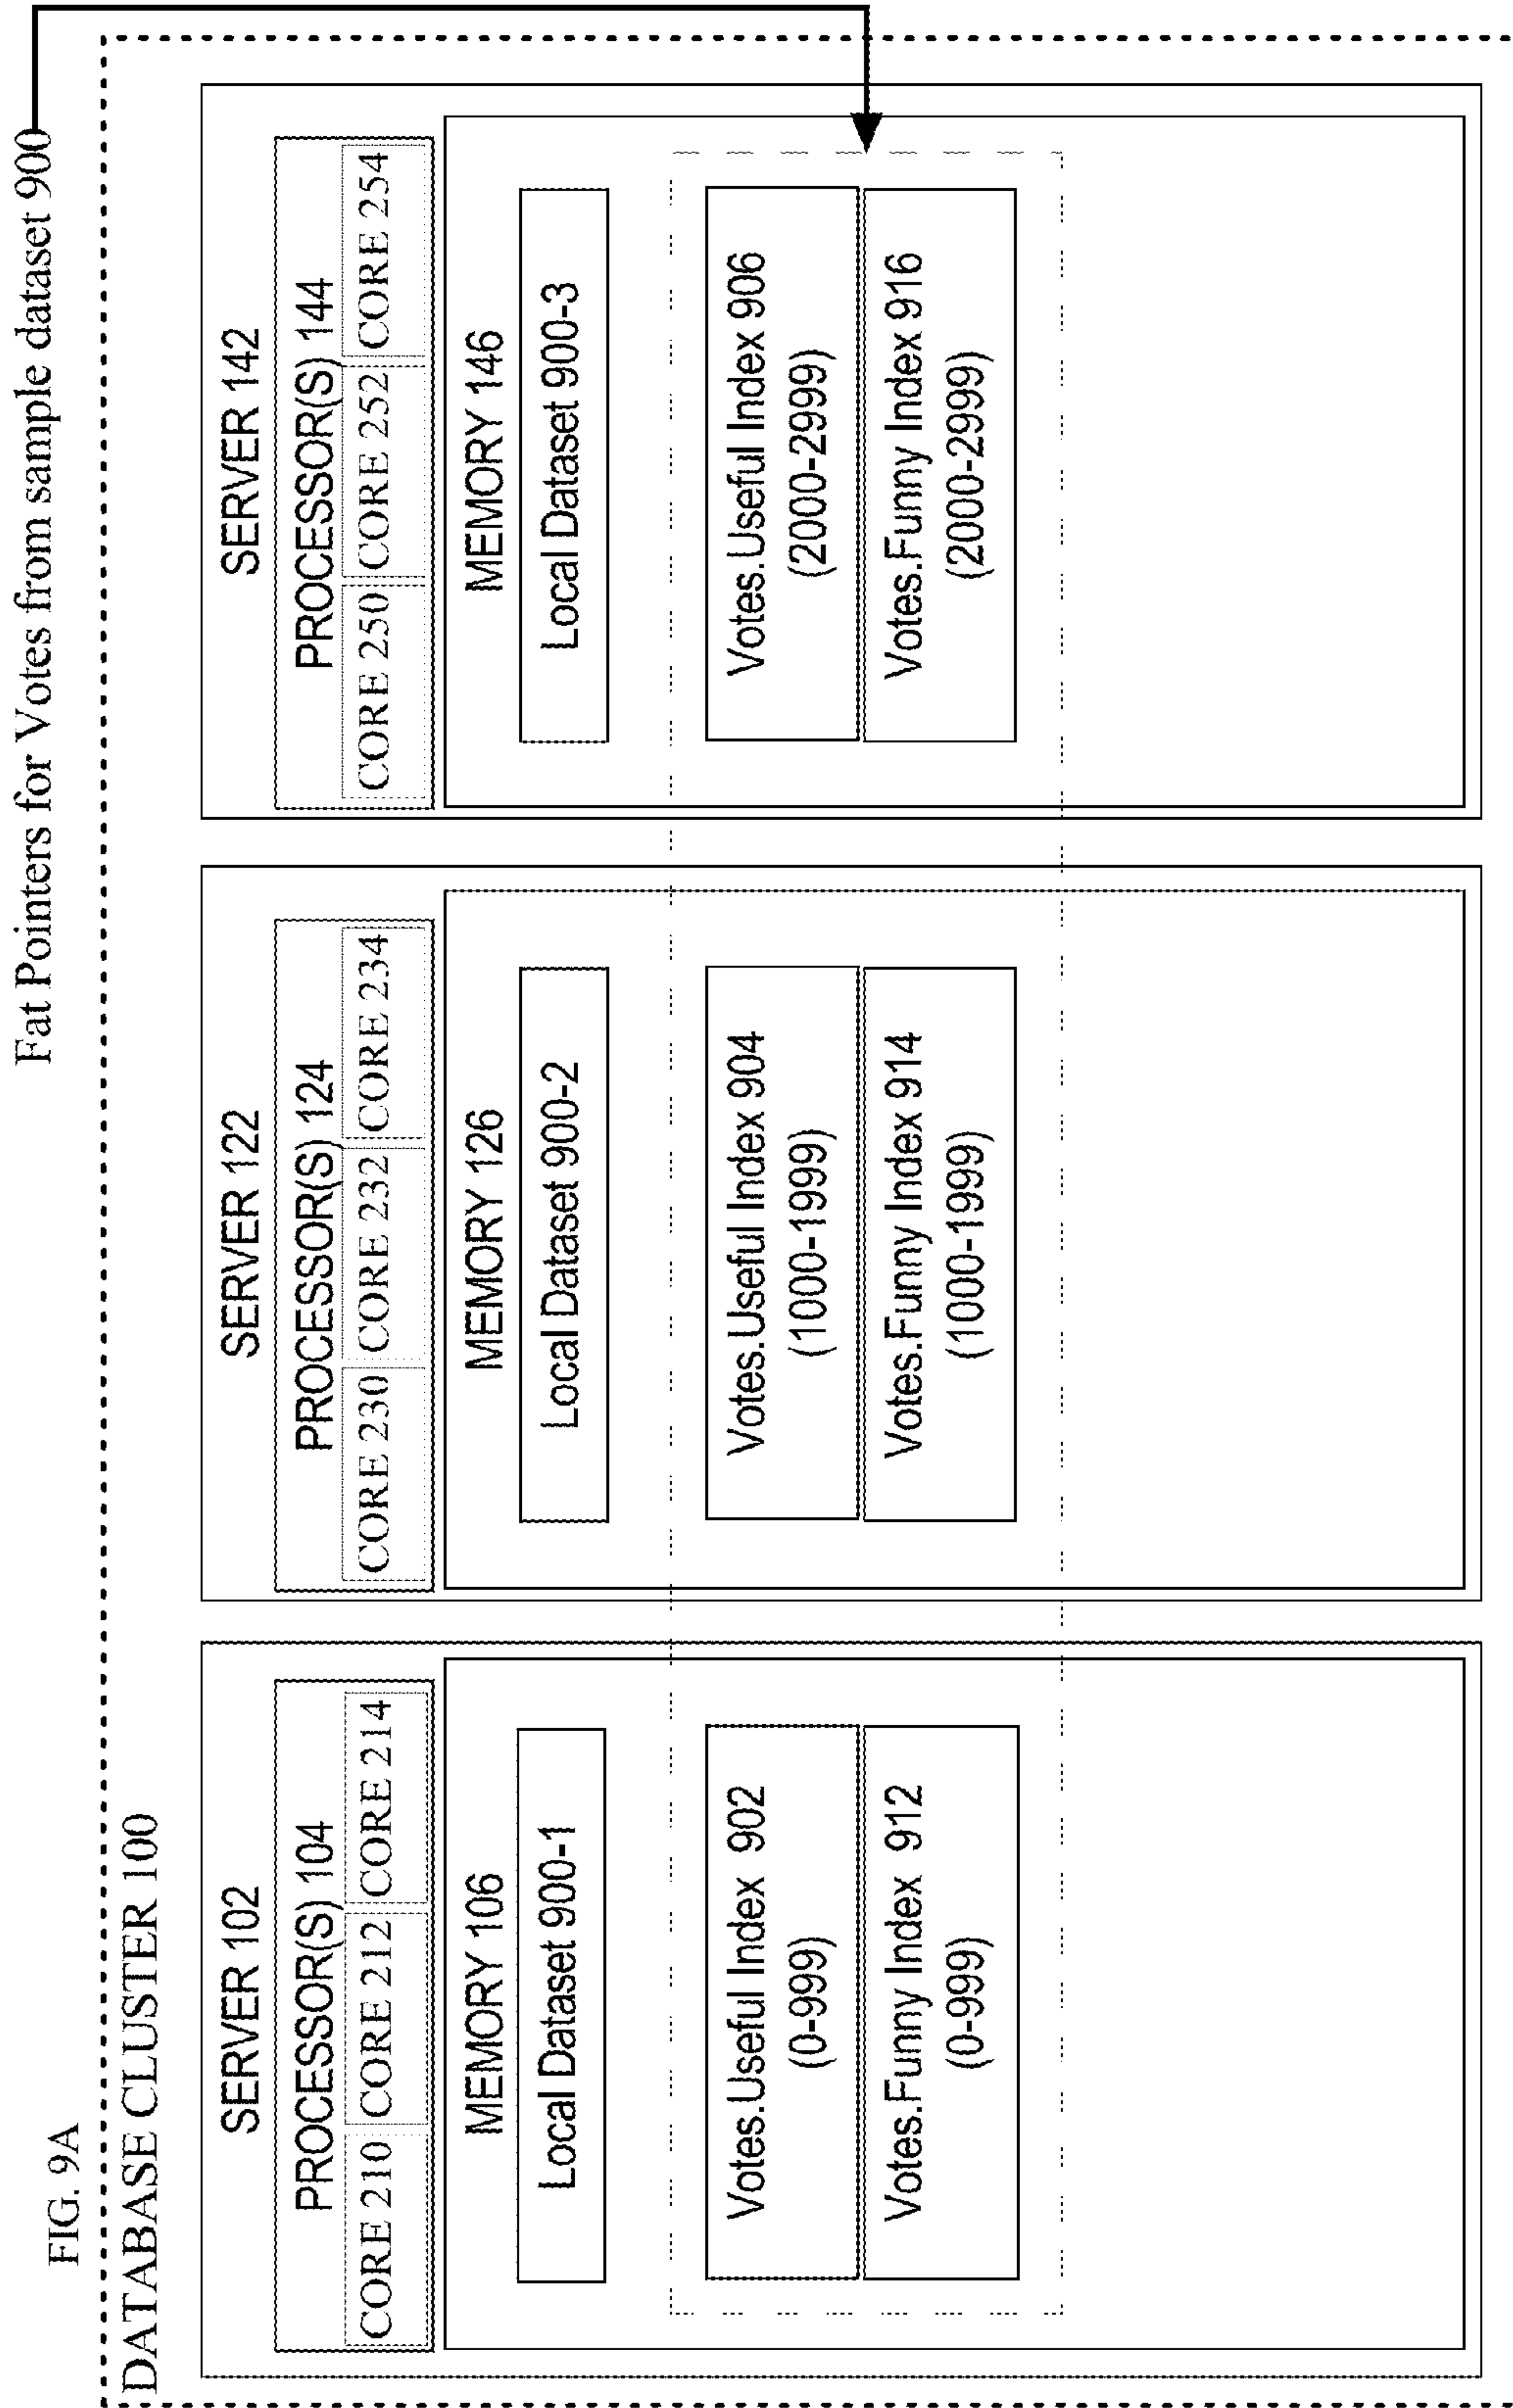 FIG. 9A
Fat Pointers for Votes from sample dataset 900
DATABASE CLUSTER 100
SERVER 102
PROCESSOR(S) 104
CORE 210
CORE 212
CORE 214
MEMORY 106
Local Dataset 900-1
Votes.Useful Index 902
(0-999)
Votes.Funny Index 912
(0-999)
SERVER 122
PROCESSOR(S) 124
CORE 230
CORE 232
CORE 234
MEMORY 126
Local Dataset 900-2
Votes.Useful Index 904
(1000-1999)
Votes.Funny Index 914
(1000-1999)
SERVER 142
PROCESSOR(S) 144
CORE 250
CORE 252
CORE 254
MEMORY 146
Local Dataset 900-3
Votes.Useful Index 906
(2000-2999)
Votes.Funny Index 916
(2000-2999)